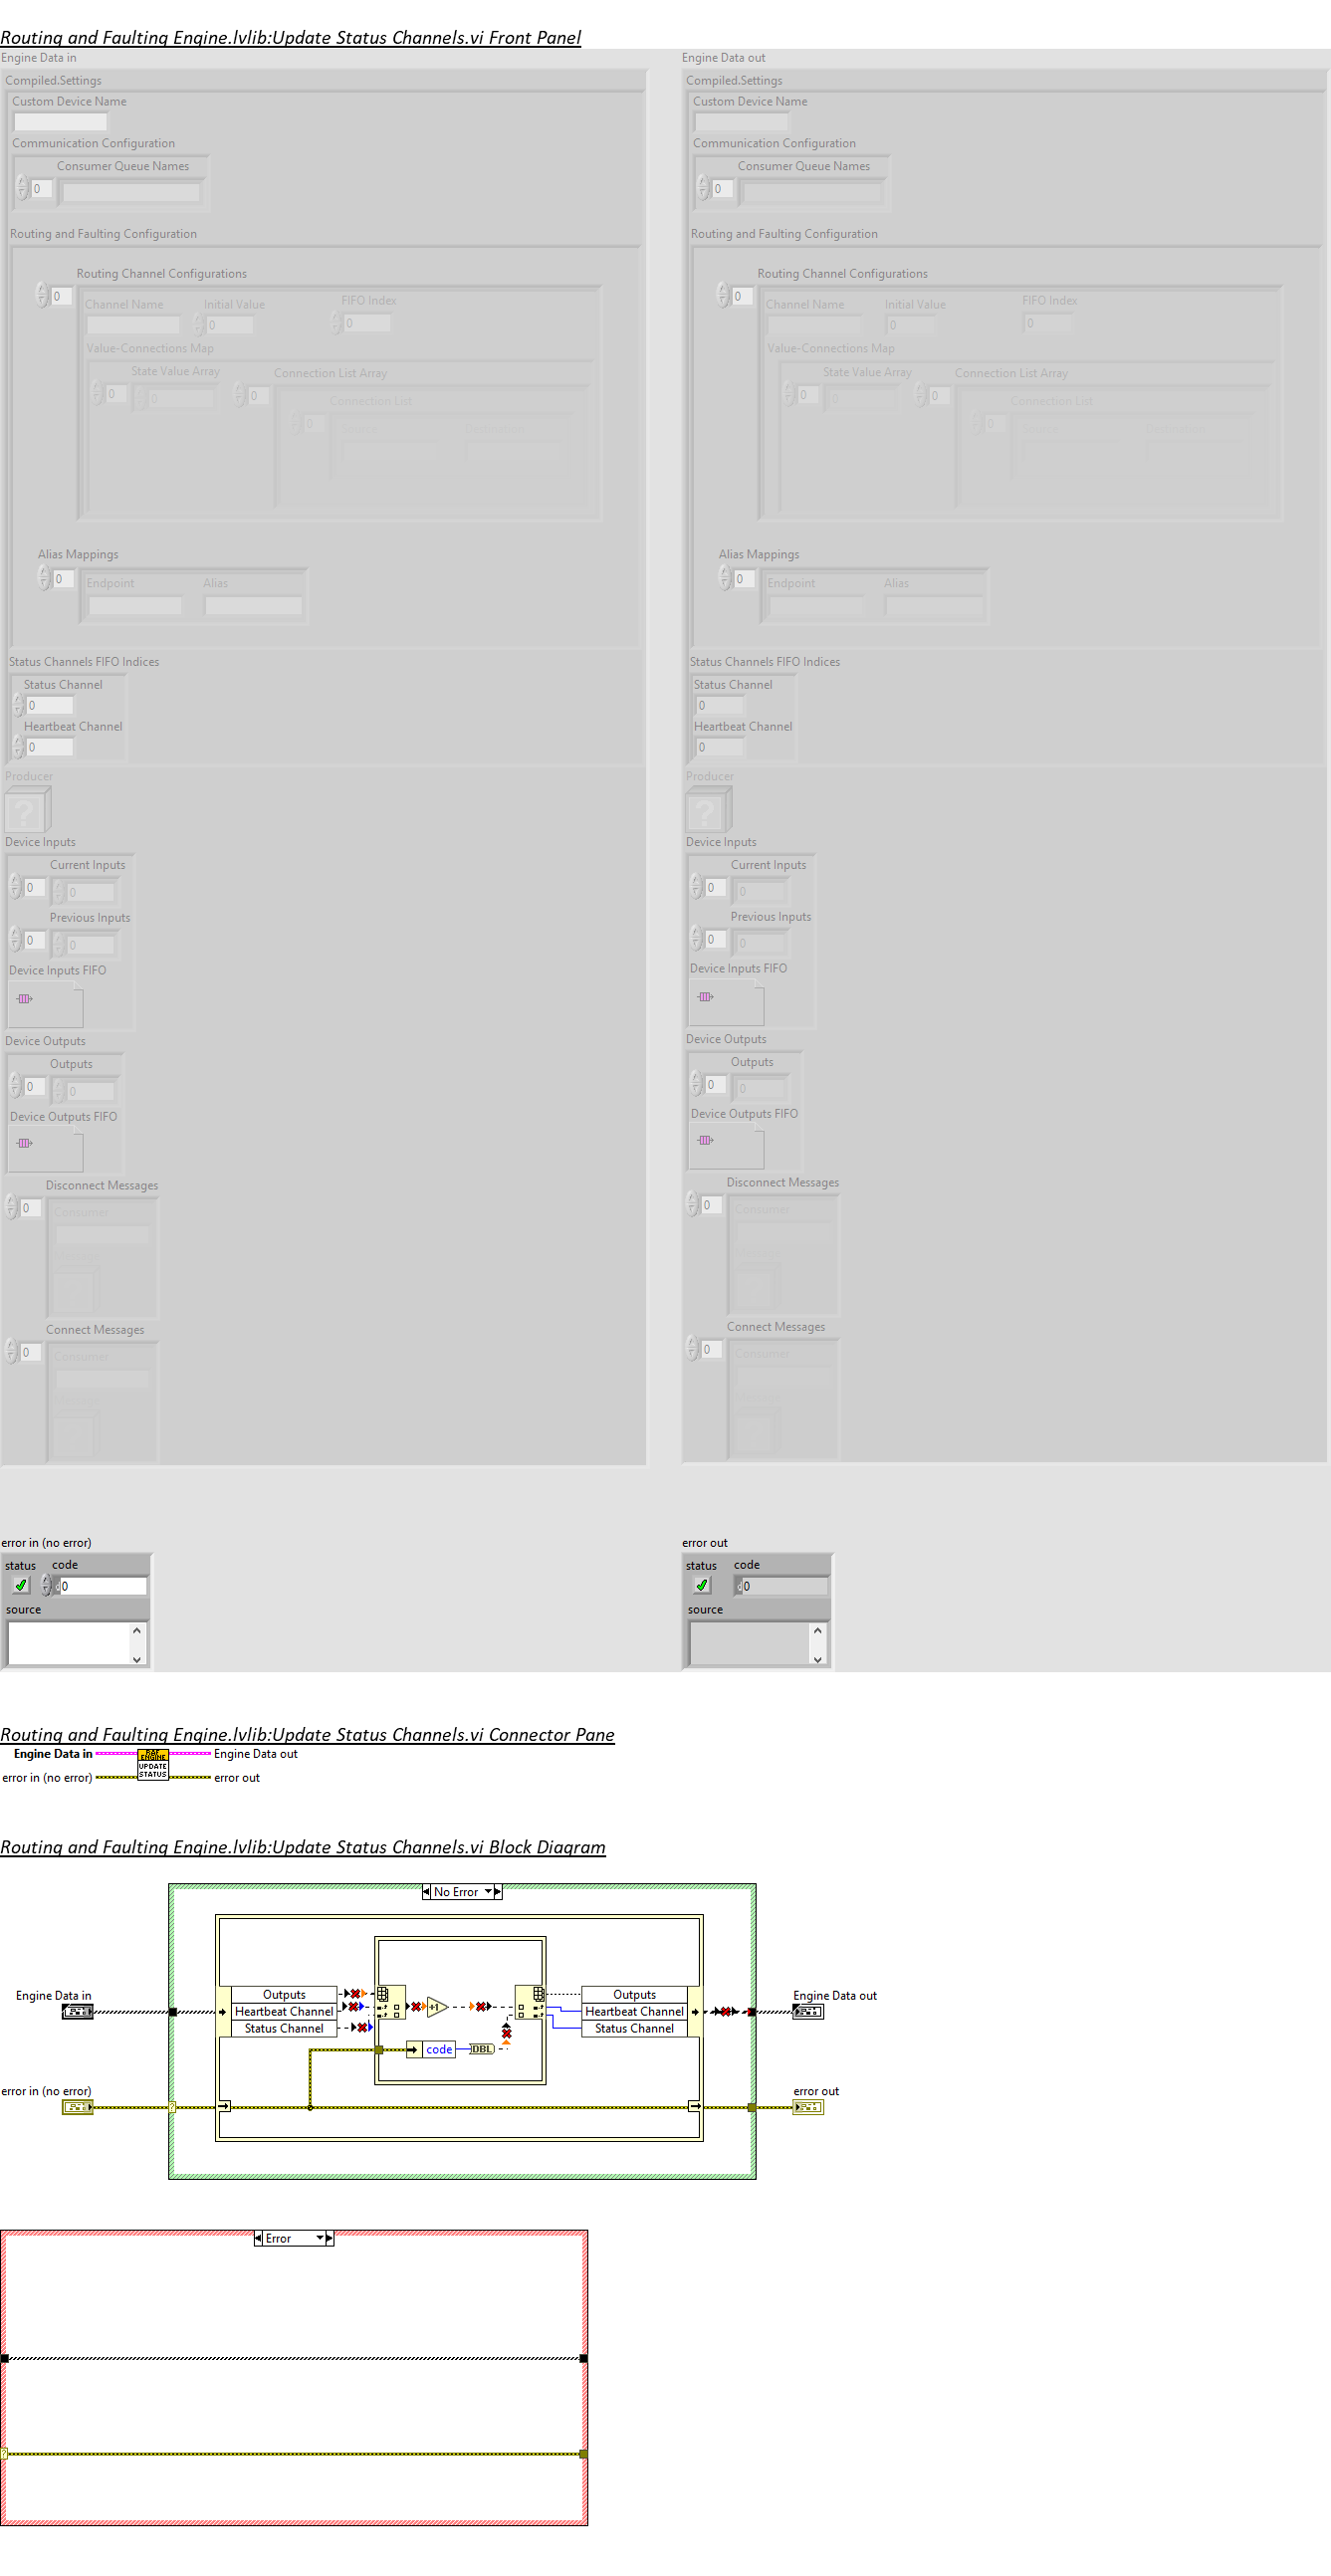 Routing and Faulting Engine.lvlib:Update Status Channels.vi Front Panel
Engine Data in
Compiled.Settings
Custom Device Name
Communication Configuration
Consumer Queue Names
0
Routing and Faulting Configuration
Routing Channel Configurations
0
Channel Name Initial Value FIFO Index
0 0
Value-Connections Map
State Value Array Connection List Array
0 0 0
Connection List
0
Source Destination
Alias Mappings
0
Endpoint Alias
Status Channels FIFO Indices
Status Channel
0
Heartbeat Channel
0
Producer
?
Device Inputs
Current Inputs
0 0
Previous Inputs
0 0
Device Inputs FIFO
Device Outputs
Outputs
0 0
Device Outputs FIFO
Disconnect Messages
0
Consumer
Connect Messages
0
Consumer
Engine Data out
Compiled.Settings
Custom Device Name
Communication Configuration
Consumer Queue Names
0
Routing and Faulting Configuration
Routing Channel Configurations
0
Channel Name Initial Value FIFO Index
0 0
Value-Connections Map
State Value Array Connection List Array
0 0 0
Connection List
0
Source Destination
Alias Mappings
0
Endpoint Alias
Status Channels FIFO Indices
Status Channel
0
Heartbeat Channel
0
Producer
?
Device Inputs
Current Inputs
0 0
Previous Inputs
0 0
Device Inputs FIFO
Device Outputs
Outputs
0 0
Device Outputs FIFO
Disconnect Messages
0
Consumer
Connect Messages
0
Consumer
error in (no error)
status code
d 0
source
error out
status code
d 0
source
Routing and Faulting Engine.lvlib:Update Status Channels.vi Connector Pane
Engine Data in RAF ENGINE Engine Data out
error in (no error) UPDATE STATUS error out
Routing and Faulting Engine.lvlib:Update Status Channels.vi Block Diagram
No Error
Engine Data in
Outputs
Heartbeat Channel
Status Channel
+1
code DBL
Outputs
Heartbeat Channel
Status Channel
Engine Data out
error in (no error)
?
error out
Error
?